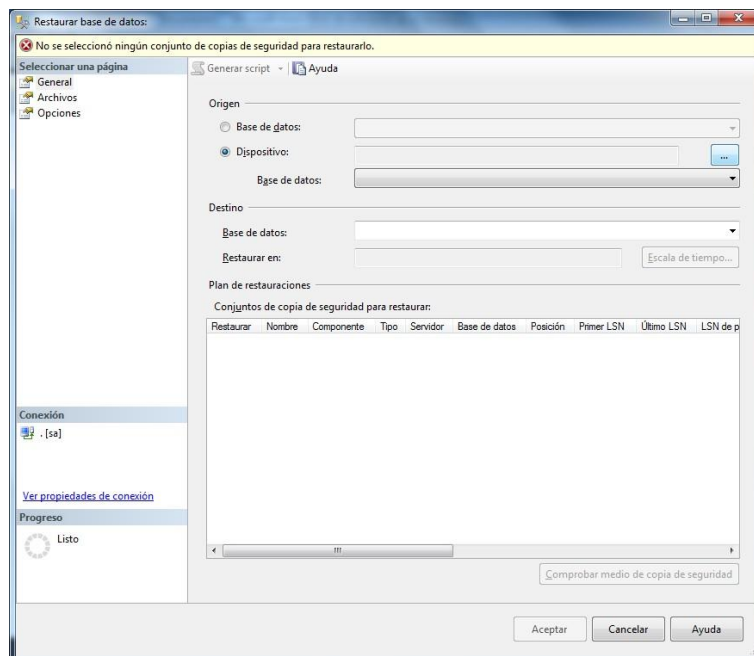 Restaurar base de datos:
No se seleccionó ningún conjunto de copias de seguridad para restaurarlo.
Seleccionar una página
General
Archivos
Opciones
Generar script
Ayuda
Origen
Base de datos:
Dispositivo:
...
Base de datos:
Destino
Base de datos:
Restaurar en:
Escala de tiempo...
Plan de restauraciones
Conjuntos de copia de seguridad para restaurar:
Restaurar Nombre Componente Tipo Servidor Base de datos Posición Primer LSN Último LSN LSN de p
Conexión
. [sa]
Ver propiedades de conexión
Progreso
Listo
Comprobar medio de copia de seguridad
Aceptar Cancelar Ayuda